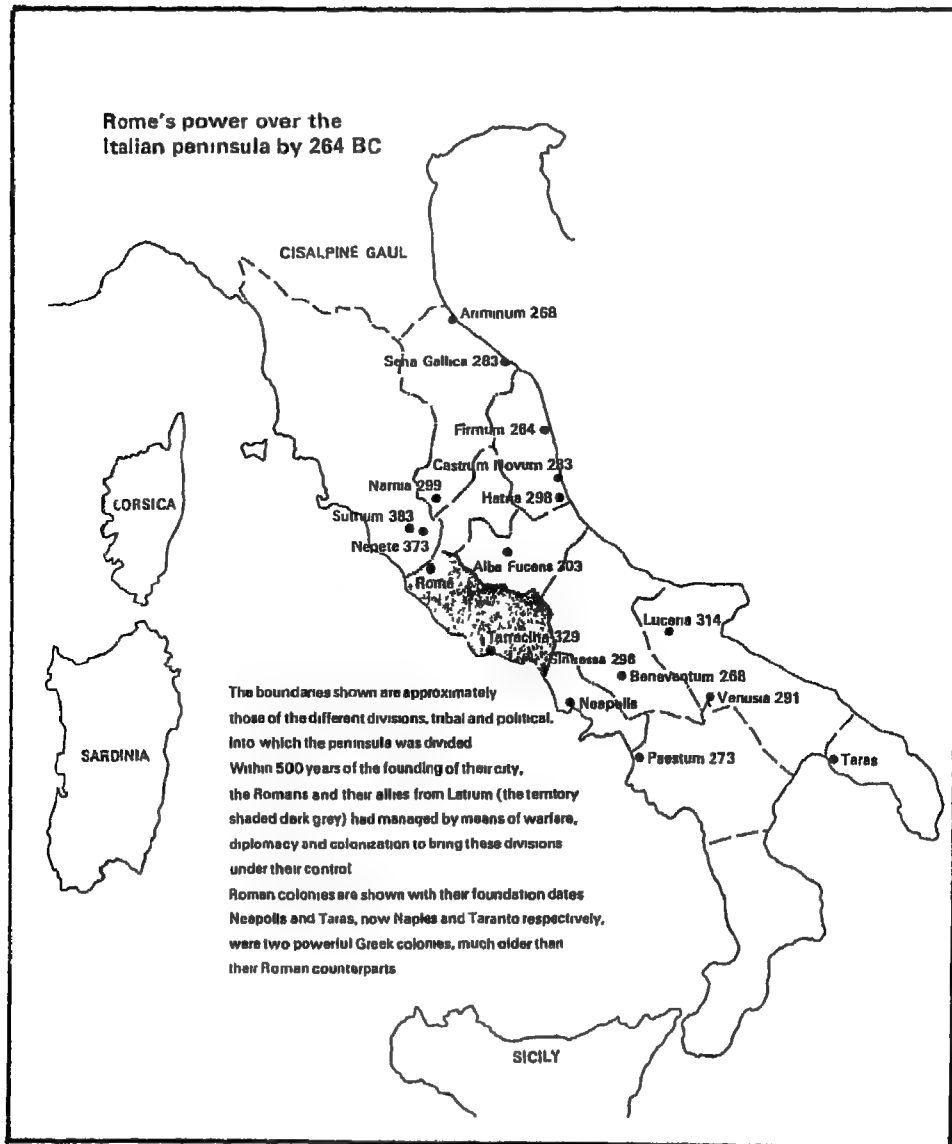 Rome's power over the
Italian peninsula by 264 BC
CISALPINE GAUL
Ariminum 268
Sena Gallica 283
Firmum 264
Castrum Novum 283
Narnia 299
Hatria 298
Sutrium 383
Nepete 373
CORSICA
Alba Fucens 303
Rome
Luceria 314
Tarracina 329
Sinuessa 296
Beneventum 268
Neapolis
Venusia 291
SARDINIA
Paestum 273
Taras
The boundaries shown are approximately
those of the different divisions, tribal and political,
into which the peninsula was divided
Within 500 years of the founding of their city,
the Romans and their allies from Latium (the territory
shaded dark grey) had managed by means of warfare,
diplomacy and colonization to bring these divisions
under their control
Roman colonies are shown with their foundation dates
Neapolis and Taras, now Naples and Taranto respectively,
were two powerful Greek colonies, much older than
their Roman counterparts
SICILY